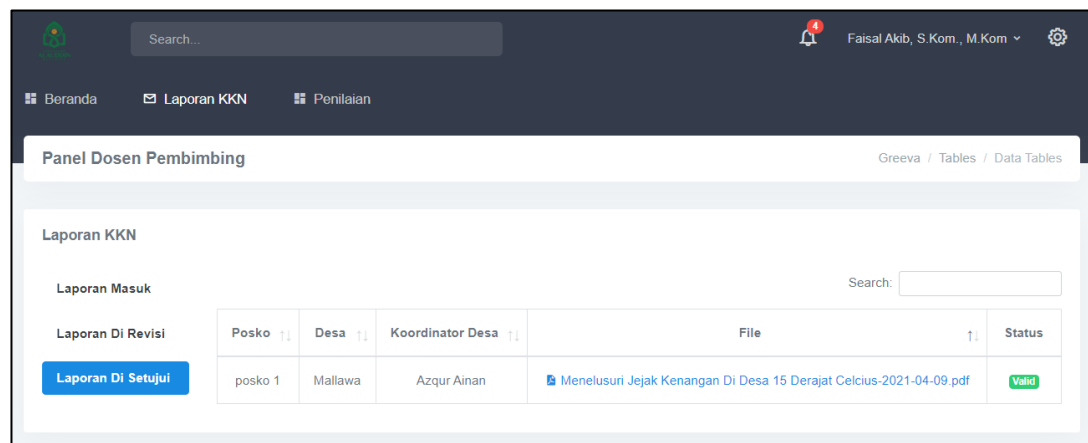 Search...
4
Faisal Akib, S.Kom., M.Kom
Beranda
Laporan KKN
Penilaian
Panel Dosen Pembimbing
Greeva / Tables / Data Tables
Laporan KKN
Laporan Masuk
Search:
Laporan Di Revisi
Posko Desa Koordinator Desa File Status
Laporan Di Setujui
posko 1 Mallawa Azqur Ainan Menelusuri Jejak Kenangan Di Desa 15 Derajat Celcius-2021-04-09.pdf Valid